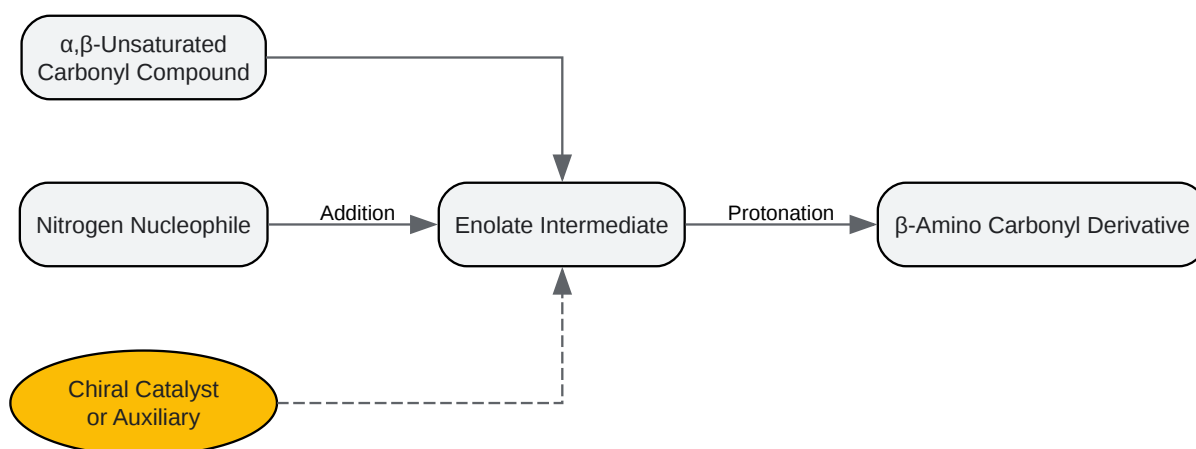 α,β-Unsaturated
Carbonyl Compound
Nitrogen Nucleophile
Addition
Enolate Intermediate
Protonation
β-Amino Carbonyl Derivative
Chiral Catalyst
or Auxiliary